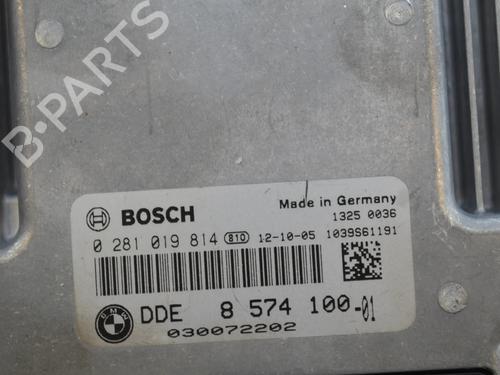 B-PARTS
Made in Germany
BOSCH
1325 0036
0 281 019 814 810 12-10-05 1039S61191
BMW
DDE 8 574 100-01
030072202